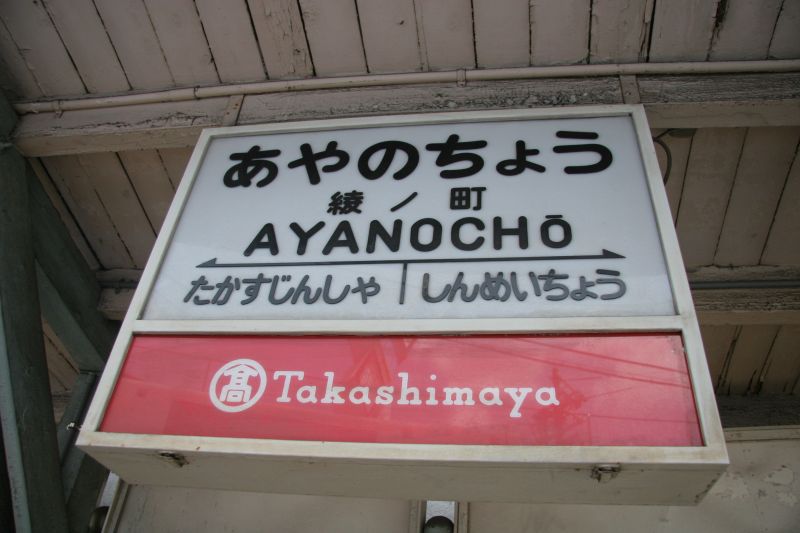 あやのちょう
綾ノ町
AYANOCHŌ
たかすじんしゃ しんめいちょう
髙 Takashimaya